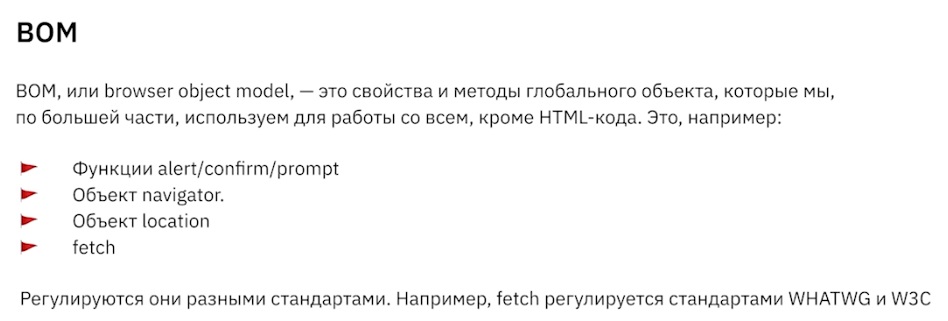 BOM
BOM, или browser object model, — это свойства и методы глобального объекта, которые мы,
по большей части, используем для работы со всем, кроме HTML-кода. Это, например:
Функции alert/confirm/prompt
Объект navigator.
Объект location
fetch
Регулируются они разными стандартами. Например, fetch регулируется стандартами WHATWG и W3C